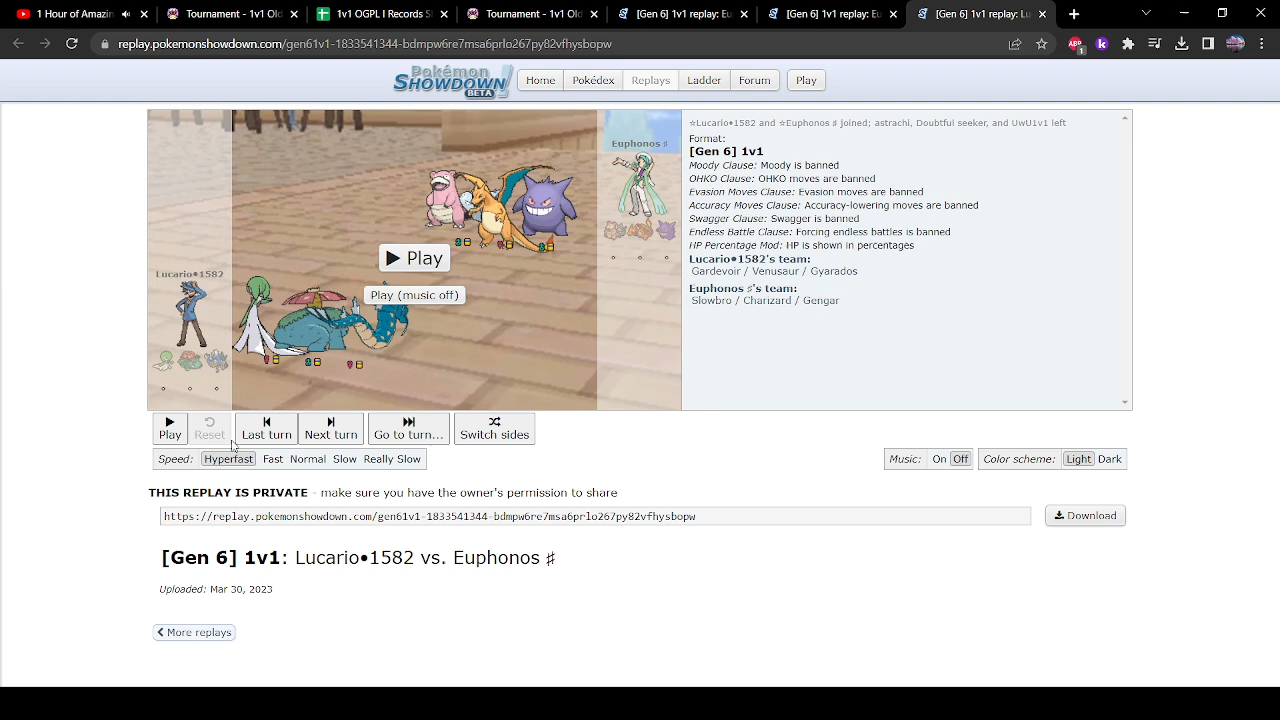 1 Hour of Amazin
Tournament - 1v1 Old
1v1 OGPL I Records S
Tournament - 1v1 Old
[Gen 6] 1v1 replay: Eu
[Gen 6] 1v1 replay: Eu
[Gen 6] 1v1 replay: Lu
replay.pokemonshowdown.com/gen61v1-1833541344-bdmpw6re7msa6prlo267py82vfhysbopw
ABP
1
k
Pokémon
SHOWDOWN!
BETA
Home
Pokédex
Replays
Ladder
Forum
Play
Euphonos ♯
Lucario•1582
Play
Play (music off)
☆Lucario•1582 and ☆Euphonos ♯ joined; astrachi, Doubtful seeker, and UwU1v1 left
Format:
[Gen 6] 1v1
Moody Clause: Moody is banned
OHKO Clause: OHKO moves are banned
Evasion Moves Clause: Evasion moves are banned
Accuracy Moves Clause: Accuracy-lowering moves are banned
Swagger Clause: Swagger is banned
Endless Battle Clause: Forcing endless battles is banned
HP Percentage Mod: HP is shown in percentages
Lucario•1582's team:
Gardevoir / Venusaur / Gyarados
Euphonos ♯'s team:
Slowbro / Charizard / Gengar
Play
Reset
Last turn
Next turn
Go to turn...
Switch sides
Speed: Hyperfast Fast Normal Slow Really Slow
Music: On Off
Color scheme: Light Dark
THIS REPLAY IS PRIVATE - make sure you have the owner's permission to share
https://replay.pokemonshowdown.com/gen61v1-1833541344-bdmpw6re7msa6prlo267py82vfhysbopw
Download
[Gen 6] 1v1: Lucario•1582 vs. Euphonos ♯
Uploaded: Mar 30, 2023
More replays